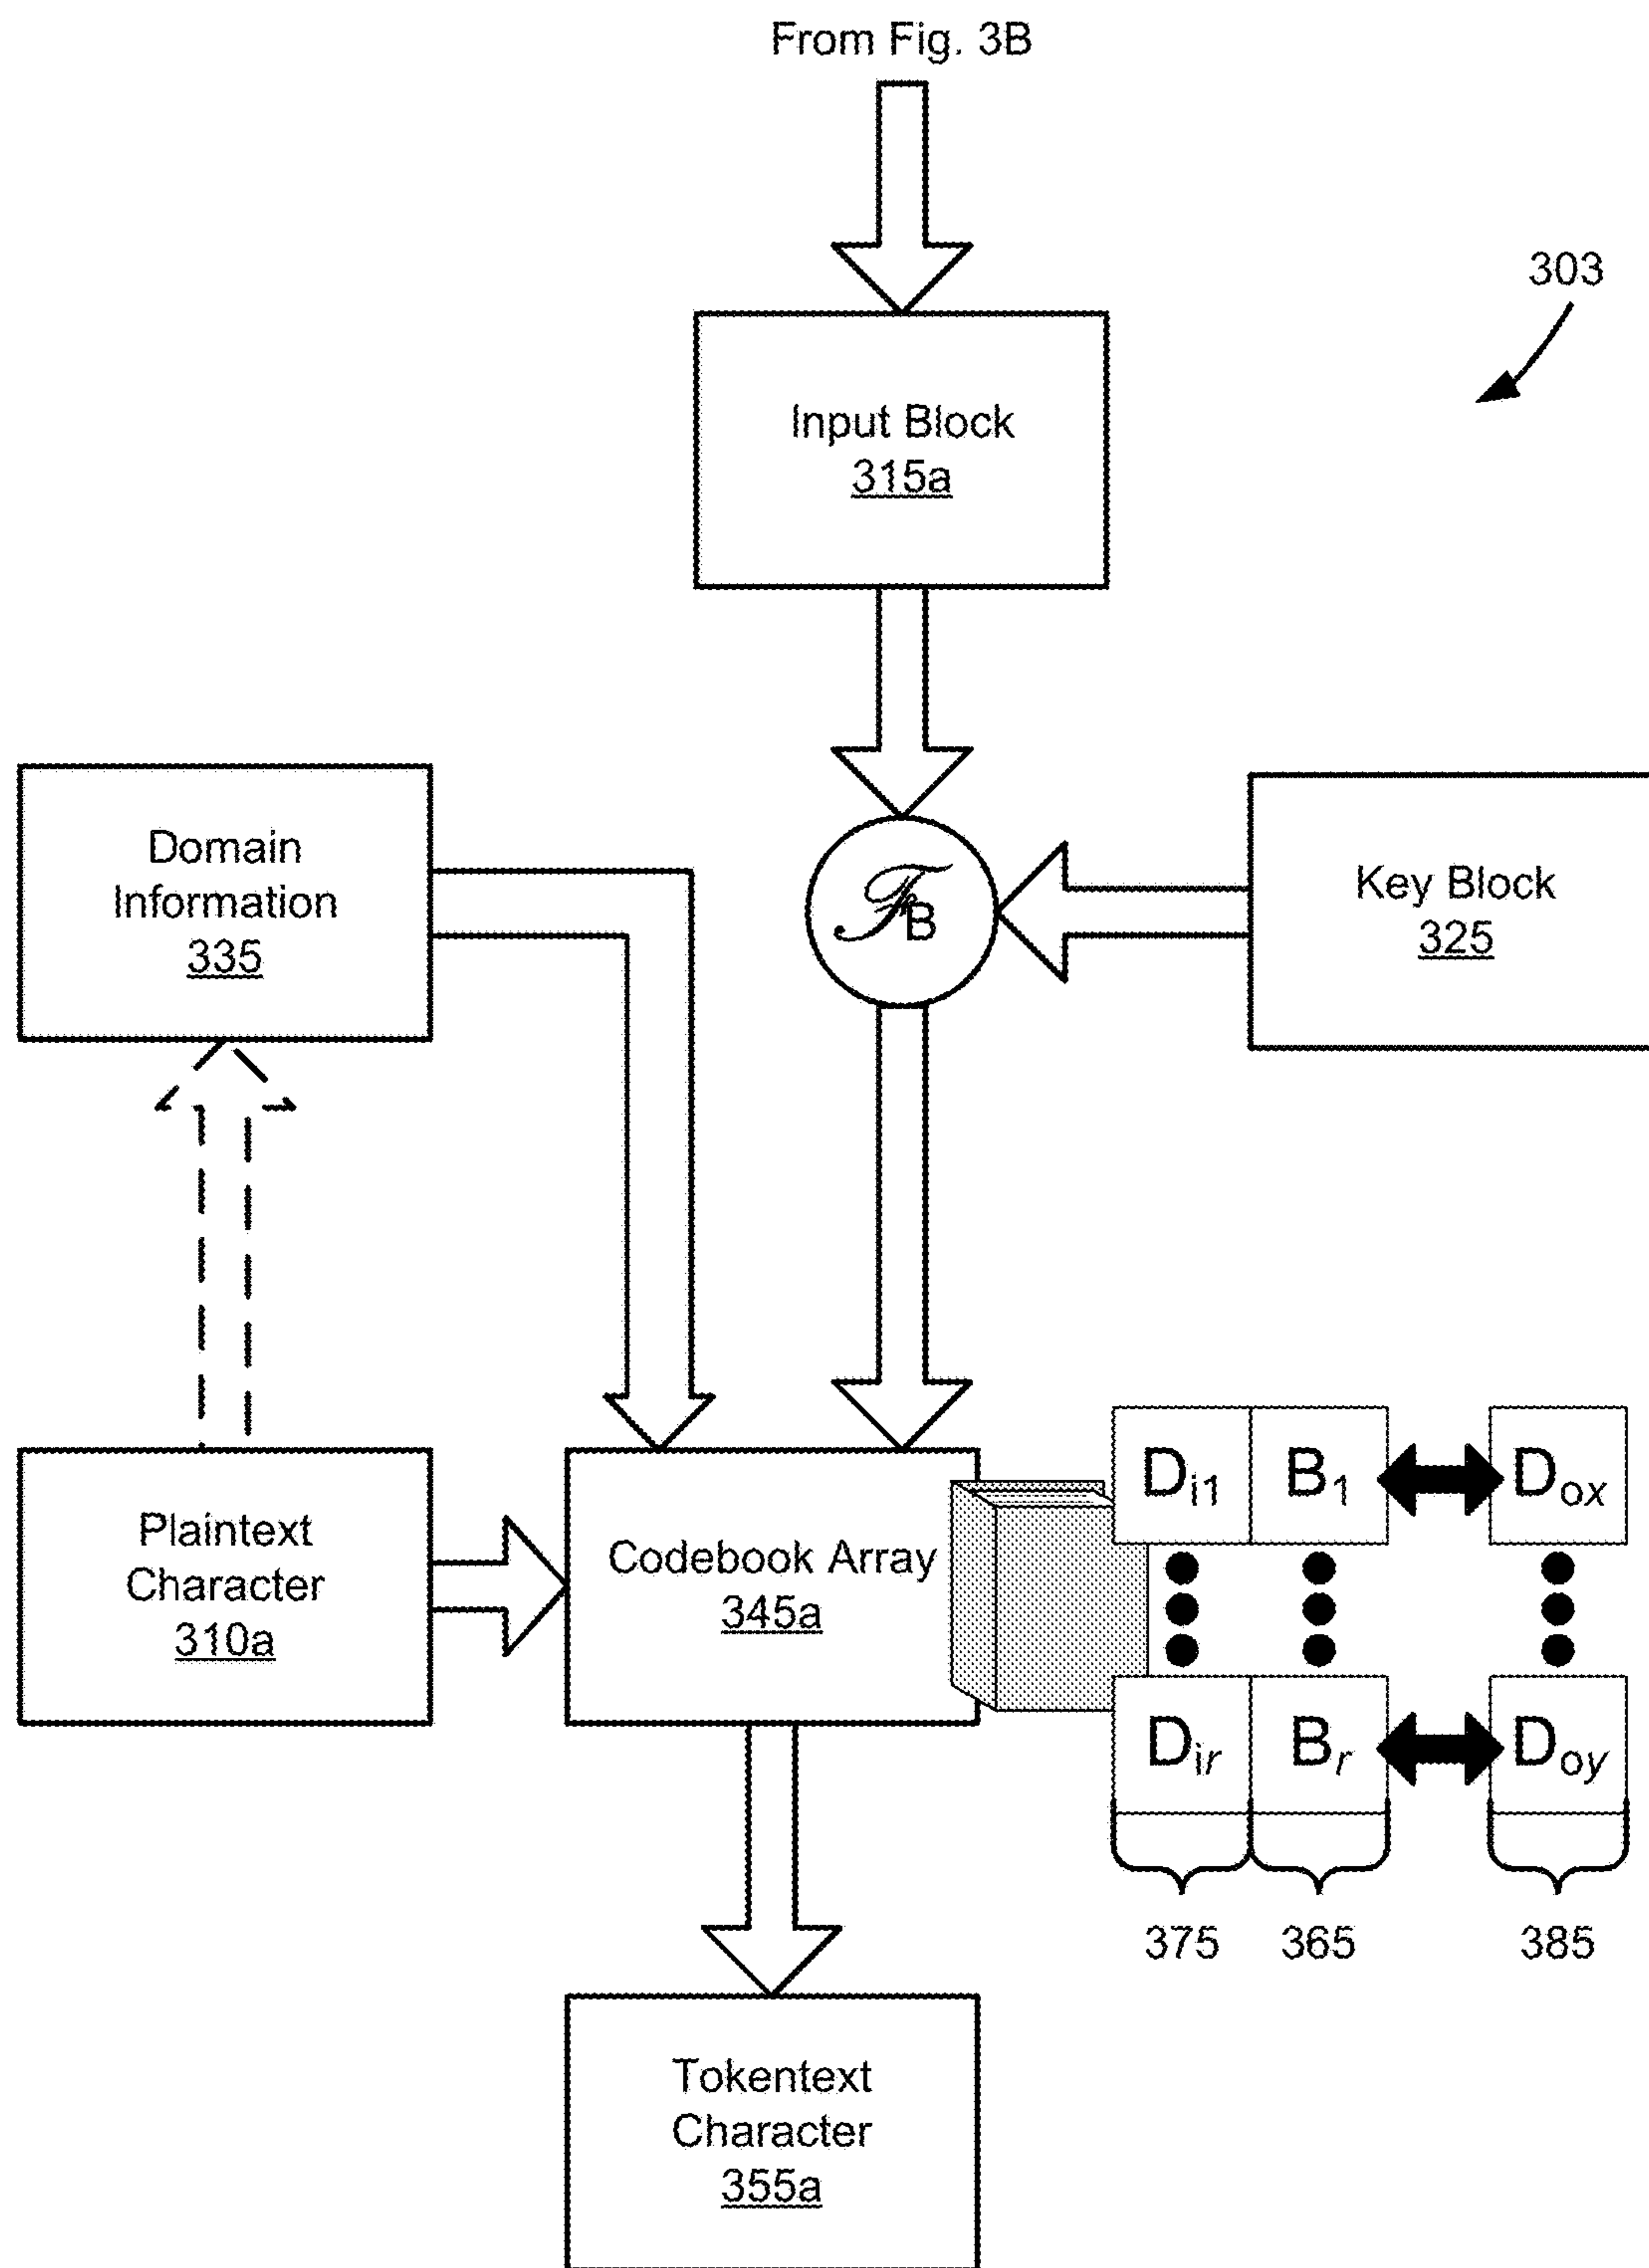 From Fig. 3B
303
Input Block
315a
Domain
Information
335
ℱB
Key Block
325
Plaintext
Character
310a
Codebook Array
345a
Di1 B1 Dox
Dir Br Doy
375 365 385
Tokentext
Character
355a